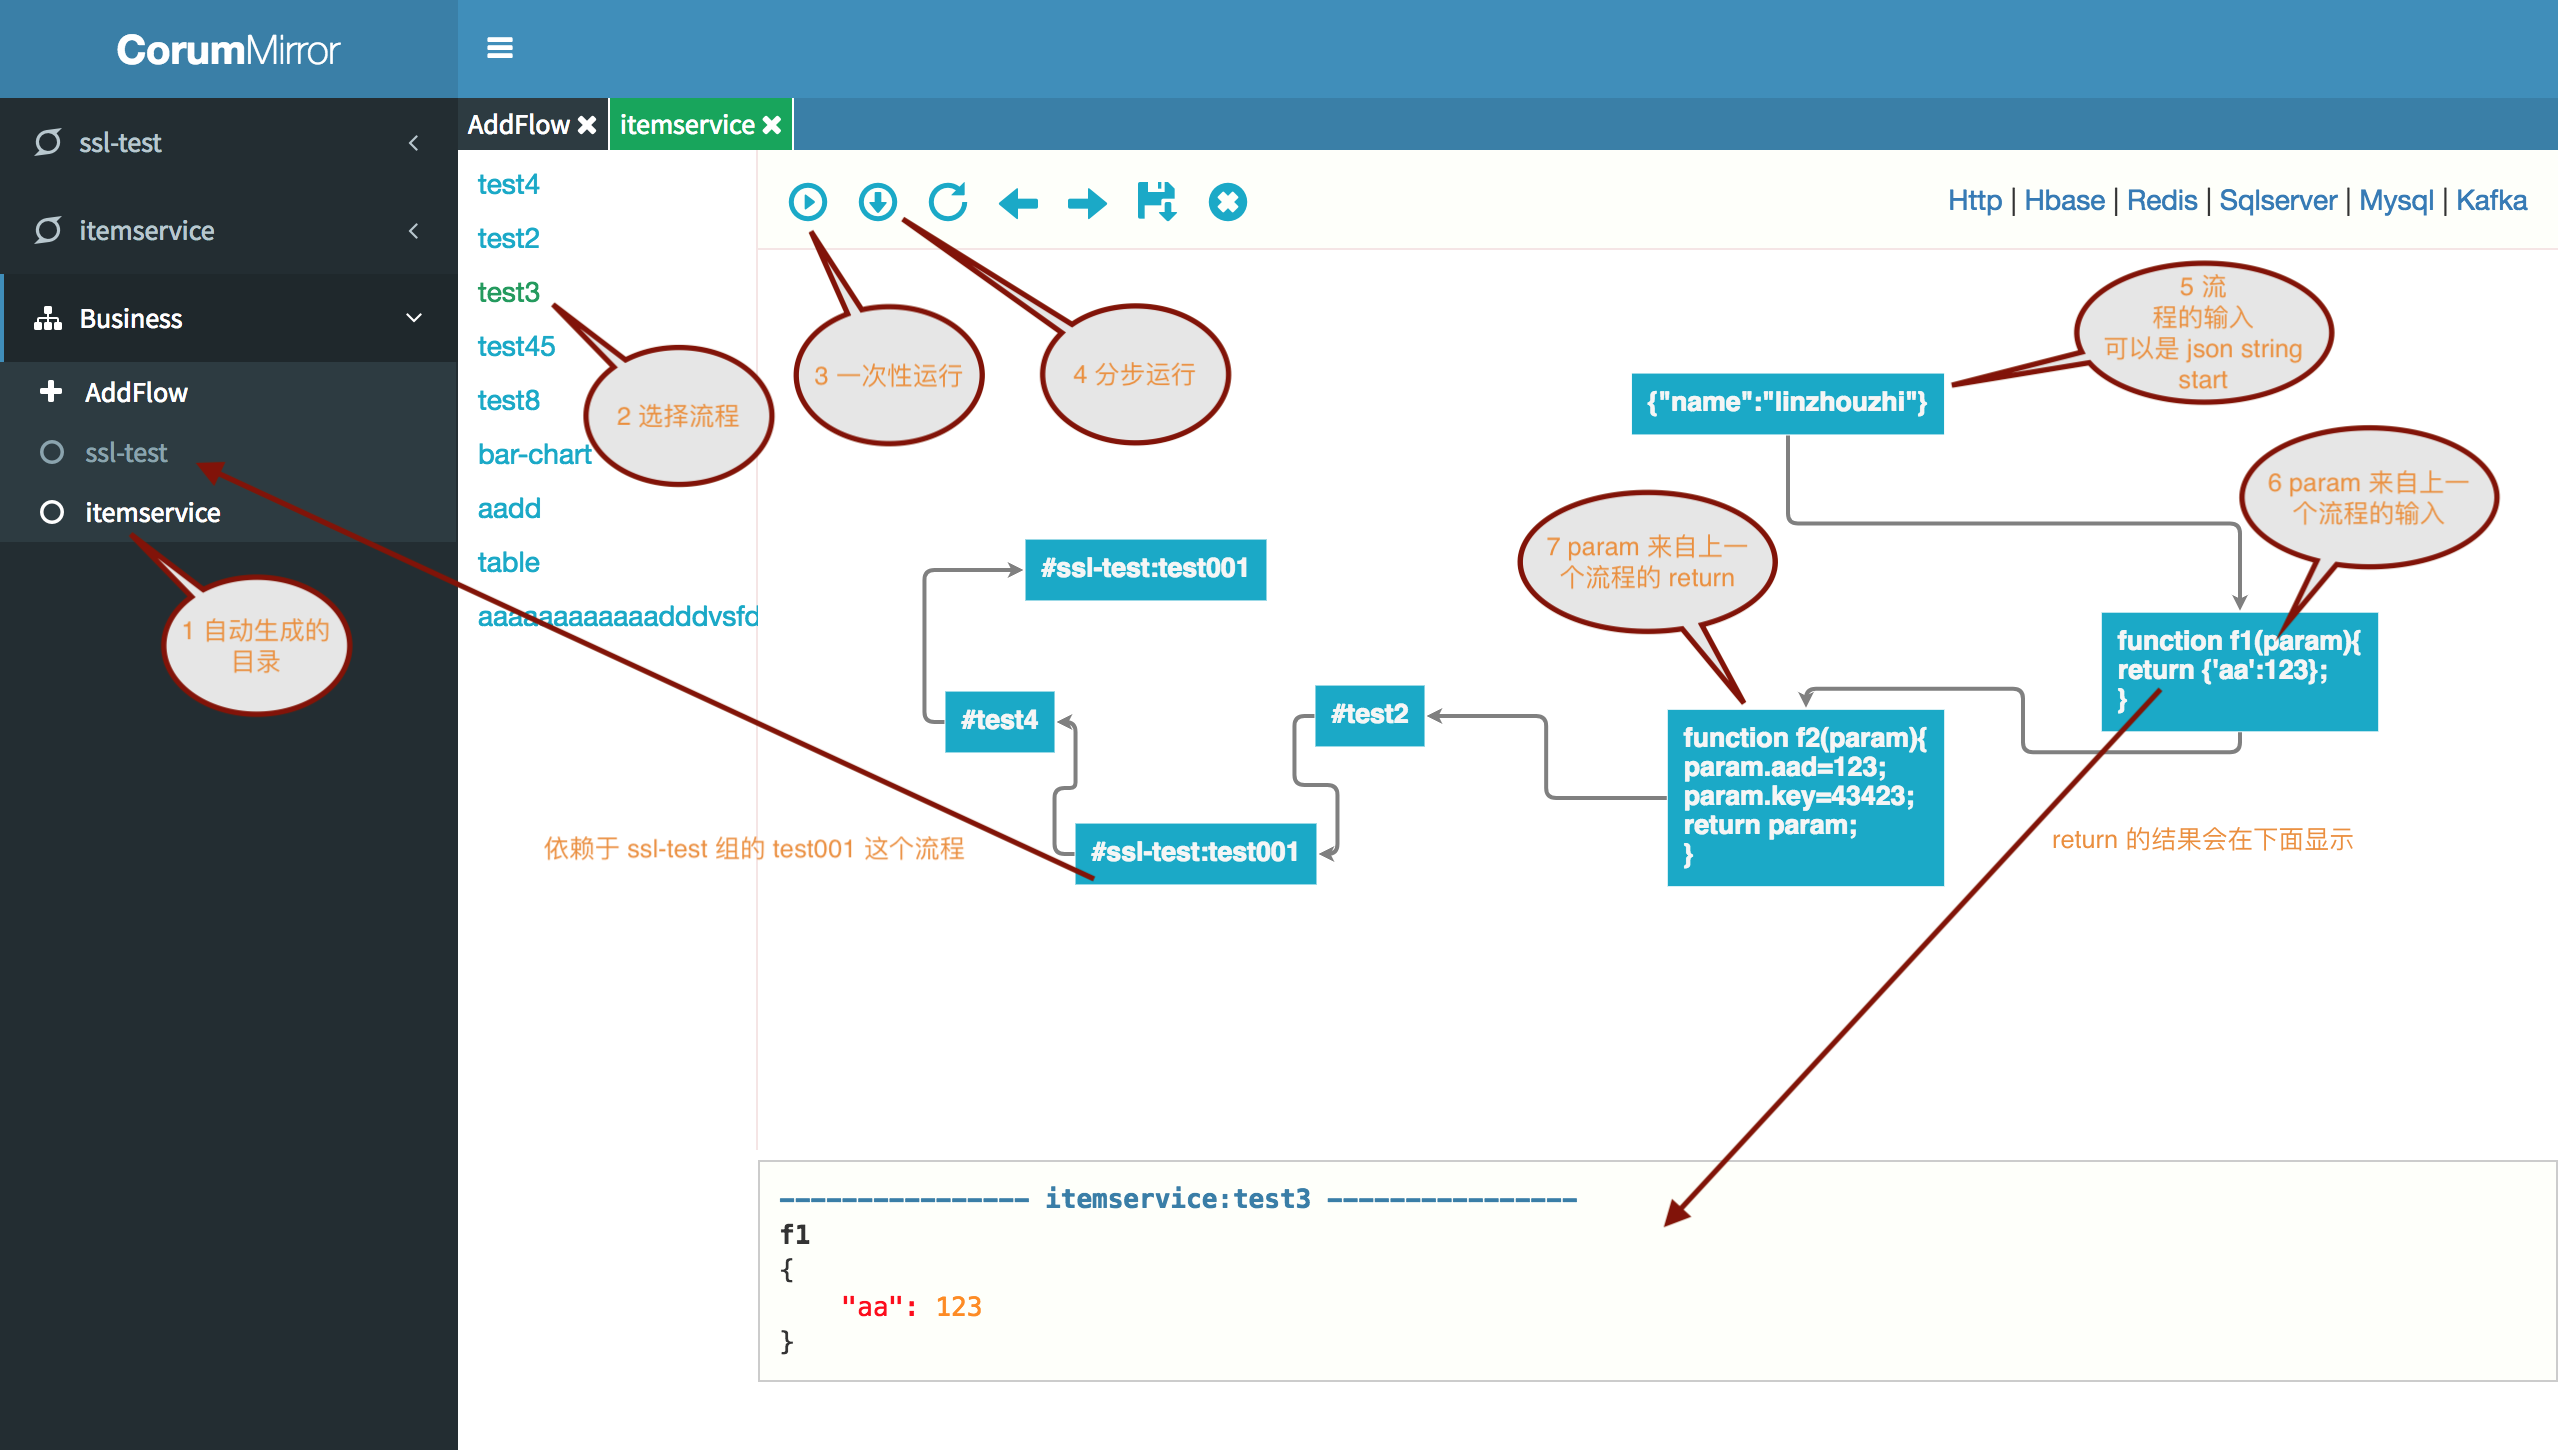 CorumMirror
ssl-test
itemservice
Business
AddFlow
ssl-test
itemservice
1 自动生成的
目录
AddFlow
itemservice
test4
test2
test3
test45
test8
bar-chart
aadd
table
aaaaaaaaaaaadddvsfd
2 选择流程
Http | Hbase | Redis | Sqlserver | Mysql | Kafka
3 一次性运行
4 分步运行
5 流
程的输入
可以是 json string
start
{"name":"linzhouzhi"}
6 param 来自上一
个流程的输入
7 param 来自上一
个流程的 return
#ssl-test:test001
function f1(param){
return {'aa':123};
}
#test4
#test2
function f2(param){
param.aad=123;
param.key=43423;
return param;
}
#ssl-test:test001
依赖于 ssl-test 组的 test001 这个流程
return 的结果会在下面显示
---------------- itemservice:test3 ----------------
f1
{
"aa": 123
}